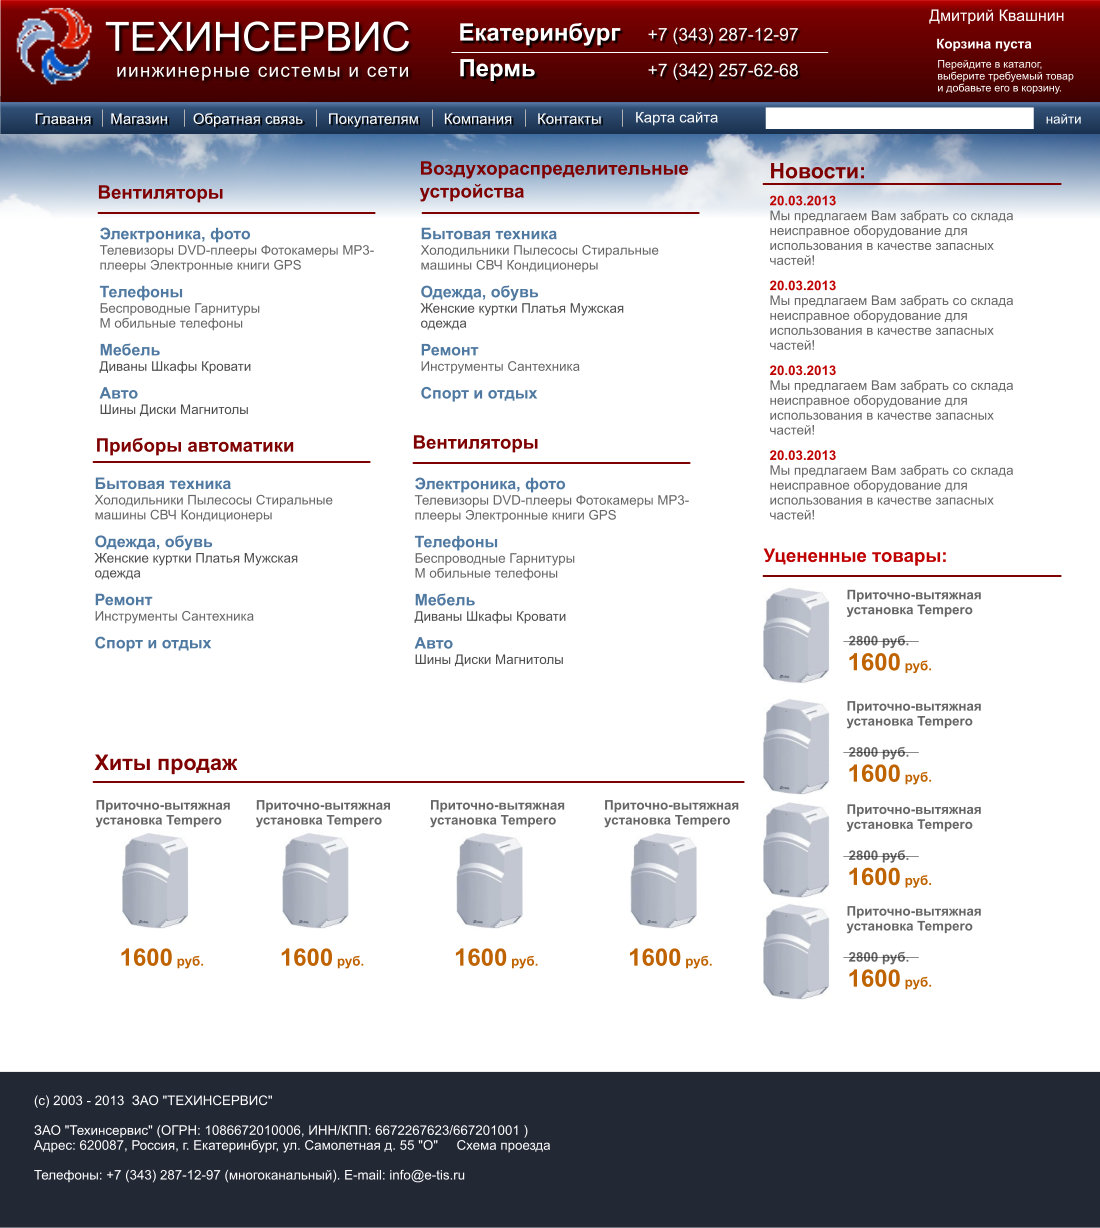 ТЕХИНСЕРВИС
иинжинерные системы и сети
Екатеринбург +7 (343) 287-12-97
Пермь +7 (342) 257-62-68
Дмитрий Квашнин
Корзина пуста
Перейдите в каталог,
выберите требуемый товар
и добавьте его в корзину.
Главаня Магазин Обратная связь Покупателям Компания Контакты Карта сайта найти
Вентиляторы
Электроника, фото
Телевизоры DVD-плееры Фотокамеры MP3-
плееры Электронные книги GPS
Телефоны
Беспроводные Гарнитуры
М обильные телефоны
Мебель
Диваны Шкафы Кровати
Авто
Шины Диски Магнитолы
Воздухораспределительные
устройства
Бытовая техника
Холодильники Пылесосы Стиральные
машины СВЧ Кондиционеры
Одежда, обувь
Женские куртки Платья Мужская
одежда
Ремонт
Инструменты Сантехника
Спорт и отдых
Приборы автоматики
Бытовая техника
Холодильники Пылесосы Стиральные
машины СВЧ Кондиционеры
Одежда, обувь
Женские куртки Платья Мужская
одежда
Ремонт
Инструменты Сантехника
Спорт и отдых
Вентиляторы
Электроника, фото
Телевизоры DVD-плееры Фотокамеры MP3-
плееры Электронные книги GPS
Телефоны
Беспроводные Гарнитуры
М обильные телефоны
Мебель
Диваны Шкафы Кровати
Авто
Шины Диски Магнитолы
Новости:
20.03.2013
Мы предлагаем Вам забрать со склада
неисправное оборудование для
использования в качестве запасных
частей!
20.03.2013
Мы предлагаем Вам забрать со склада
неисправное оборудование для
использования в качестве запасных
частей!
20.03.2013
Мы предлагаем Вам забрать со склада
неисправное оборудование для
использования в качестве запасных
частей!
20.03.2013
Мы предлагаем Вам забрать со склада
неисправное оборудование для
использования в качестве запасных
частей!
Уцененные товары:
Приточно-вытяжная
установка Tempero
2800 руб.
1600 руб.
Приточно-вытяжная
установка Tempero
2800 руб.
1600 руб.
Приточно-вытяжная
установка Tempero
2800 руб.
1600 руб.
Приточно-вытяжная
установка Tempero
2800 руб.
1600 руб.
Хиты продаж
Приточно-вытяжная
установка Tempero
1600 руб.
Приточно-вытяжная
установка Tempero
1600 руб.
Приточно-вытяжная
установка Tempero
1600 руб.
Приточно-вытяжная
установка Tempero
1600 руб.
(с) 2003 - 2013 ЗАО "ТЕХИНСЕРВИС"
ЗАО "Техинсервис" (ОГРН: 1086672010006, ИНН/КПП: 6672267623/667201001 )
Адрес: 620087, Россия, г. Екатеринбург, ул. Самолетная д. 55 "О" Схема проезда
Телефоны: +7 (343) 287-12-97 (многоканальный). E-mail: info@e-tis.ru